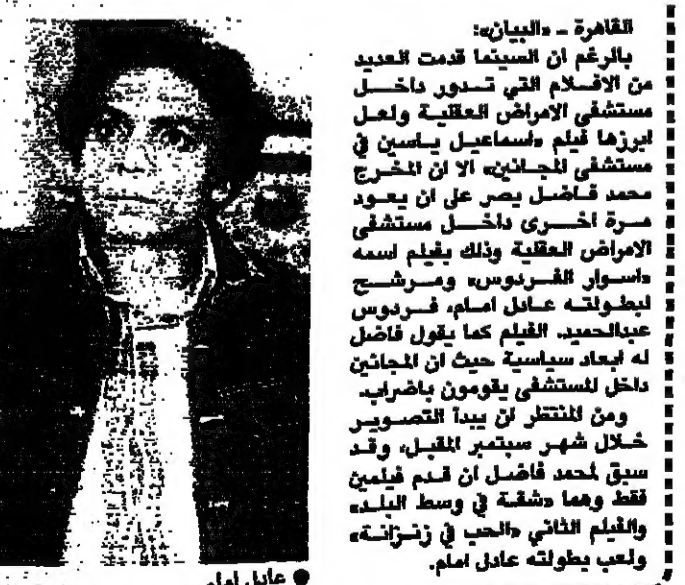 القاهرة ـ «البيان»:
بالرغم ان السينما قدمت العديد
من الافلام التي تدور داخل
مستشفى الامراض العقلية ولعل
ابرزها فيلم «اسماعيل ياسين في
مستشفى المجانين» الا ان المخرج
محمد فاضل يصر على ان يعود
مرة اخرى داخل مستشفى
الامراض العقلية وذلك بفيلم اسمه
«اسوار الفردوس» ومرشح
لبطولته عادل امام، فردوس
عبدالحميد. الفيلم كما يقول فاضل
له ابعاد سياسية حيث ان المجانين
داخل المستشفى يقومون باضراب.
ومن المنتظر ان يبدأ التصوير
خلال شهر سبتمبر المقبل، وقد
سبق لمحمد فاضل ان قدم فيلمين
فقط وهما «شقة في وسط البلد»
والفيلم الثاني «الحب في زنزانة»
ولعب بطولته عادل امام.
● عادل امام